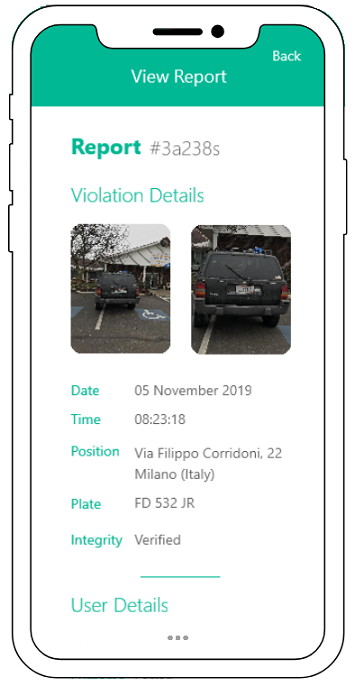 Back
View Report
Report #3a238s
Violation Details
Date 05 November 2019
Time 08:23:18
Position Via Filippo Corridoni, 22
Milano (Italy)
Plate FD 532 JR
Integrity Verified
User Details